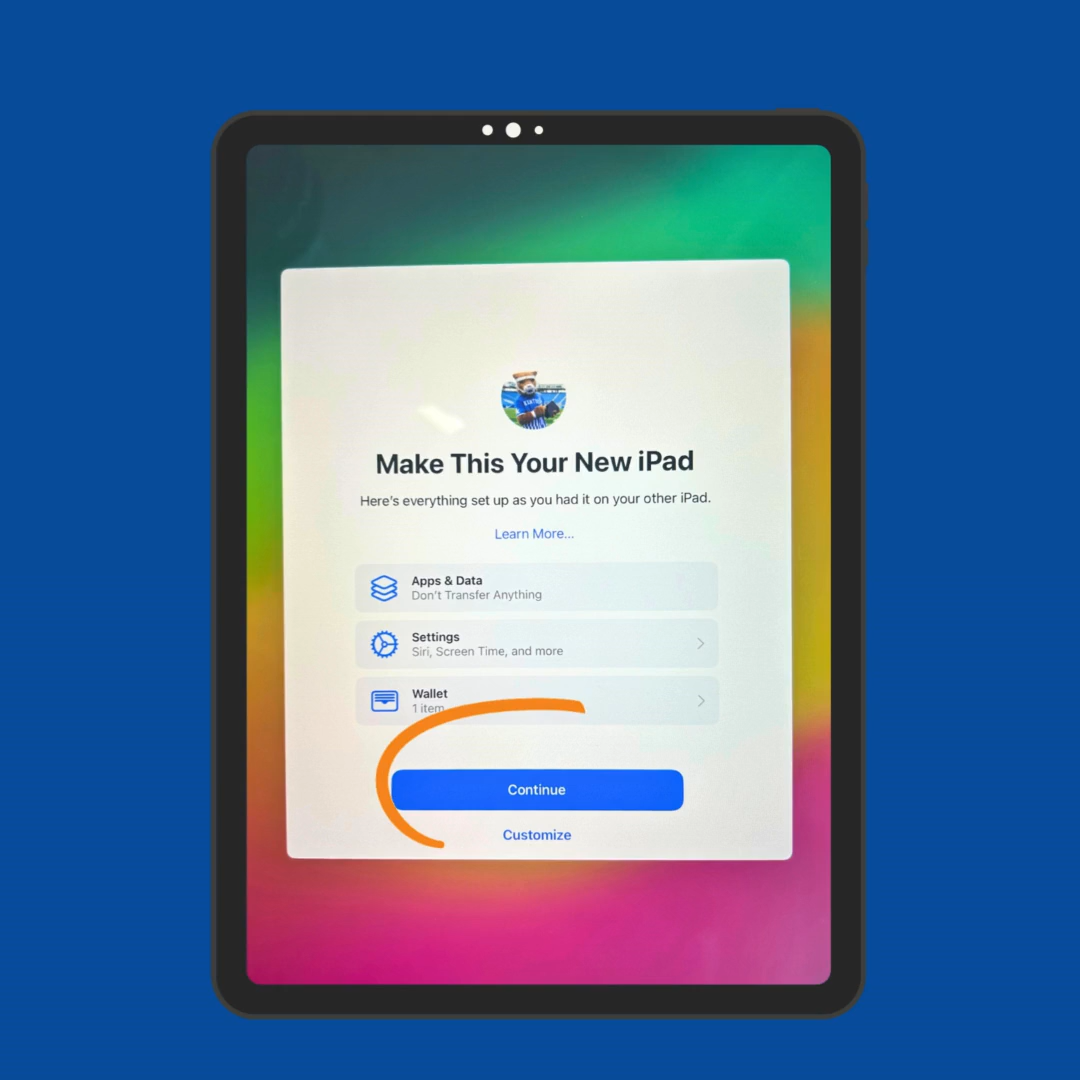 Make This Your New iPad
Here's everything set up as you had it on your other iPad.
Learn More...
Apps & Data
Don't Transfer Anything
Settings
Siri, Screen Time, and more
Wallet
1 item
Continue
Customize